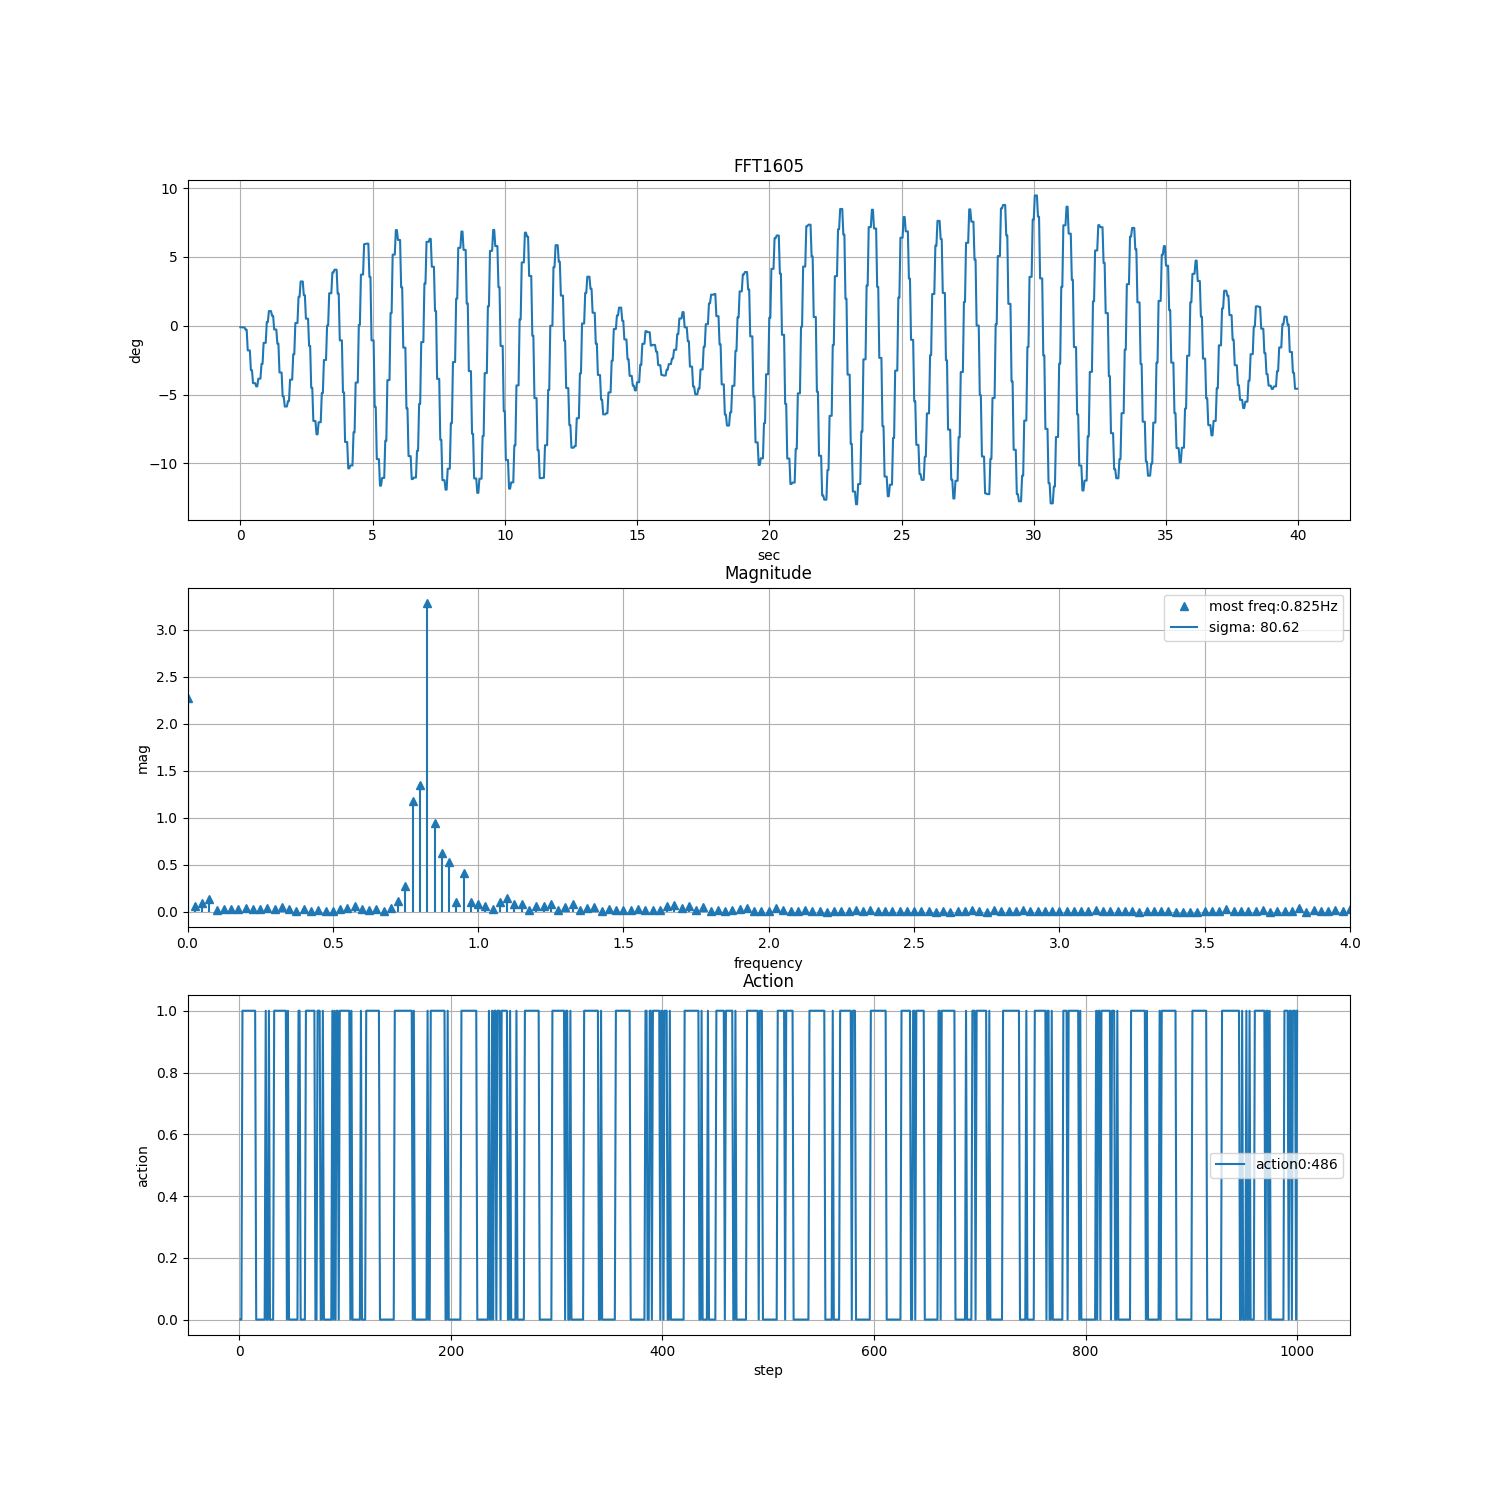 FFT1605
10
5
0
−5
−10
deg
0 5 10 15 20 25 30 35 40
sec
Magnitude
most freq:0.825Hz
sigma: 80.62
3.0
2.5
2.0
1.5
1.0
0.5
0.0
mag
0.0 0.5 1.0 1.5 2.0 2.5 3.0 3.5 4.0
frequency
Action
1.0
0.8
0.6
0.4
0.2
0.0
action
action0:486
0 200 400 600 800 1000
step